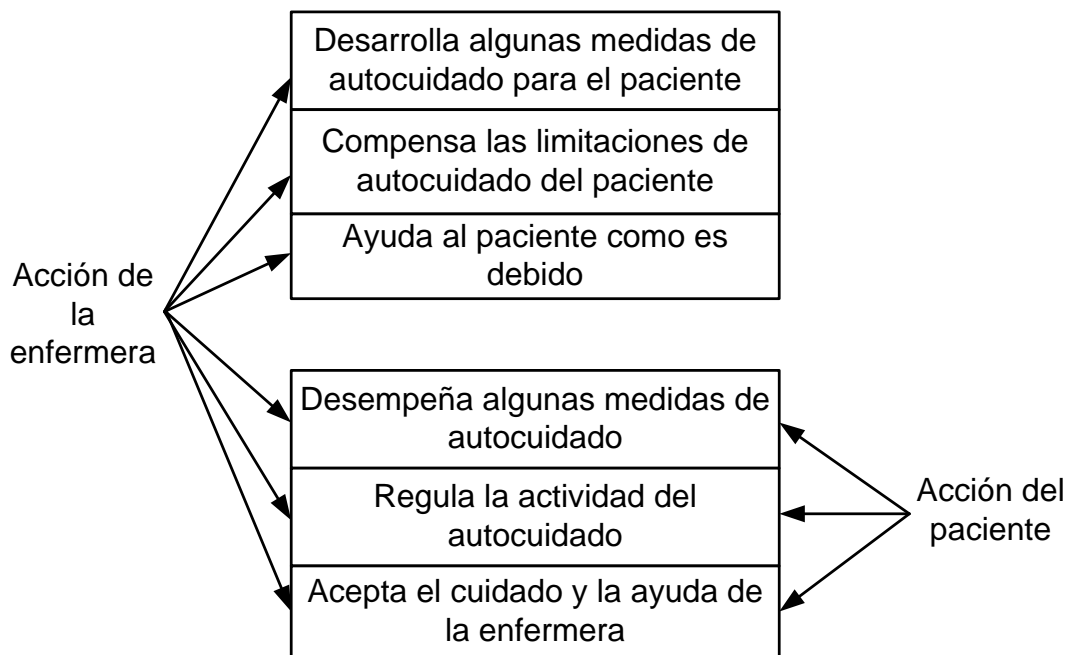 Desarrolla algunas medidas de
autocuidado para el paciente
Compensa las limitaciones de
autocuidado del paciente
Ayuda al paciente como es
debido
Acción de
la
enfermera
Desempeña algunas medidas de
autocuidado
Regula la actividad del
autocuidado
Acepta el cuidado y la ayuda de
la enfermera
Acción del
paciente